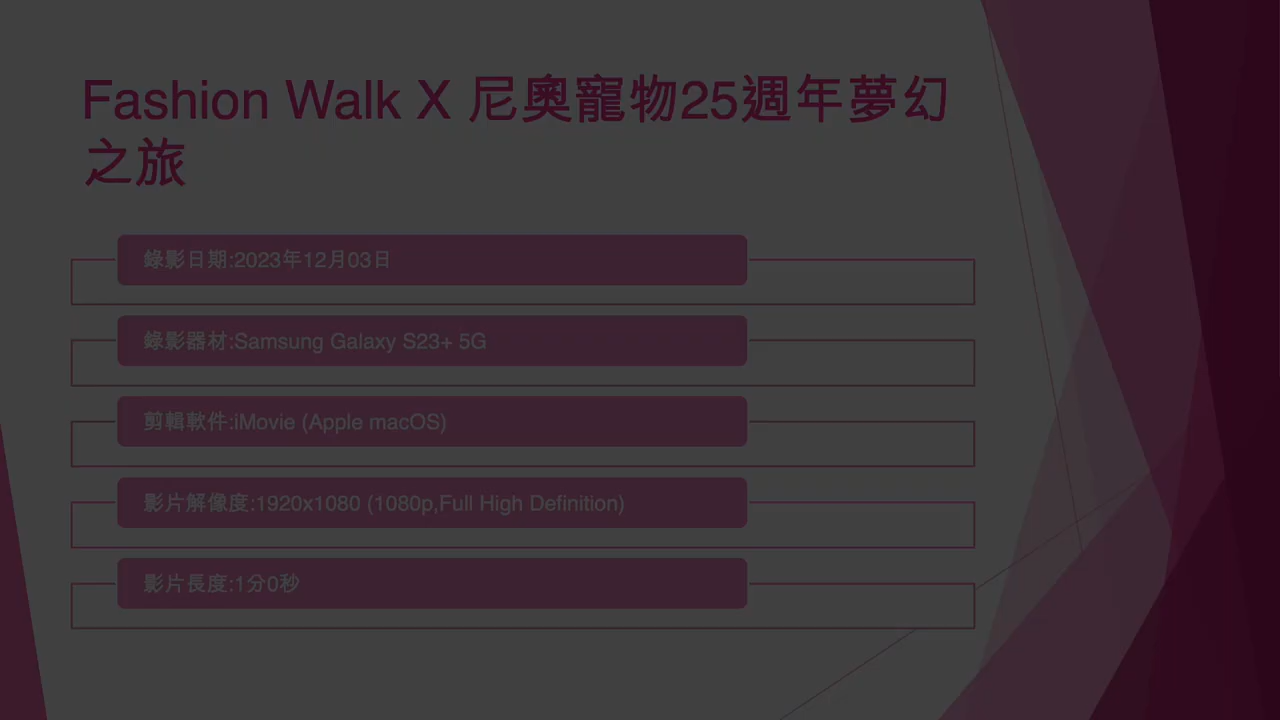 Fashion Walk X 尼奧寵物25週年夢幻
之旅
錄影日期:2023年12月03日
錄影器材:Samsung Galaxy S23+ 5G
剪輯軟件:iMovie (Apple macOS)
影片解像度:1920x1080 (1080p,Full High Definition)
影片長度:1分0秒